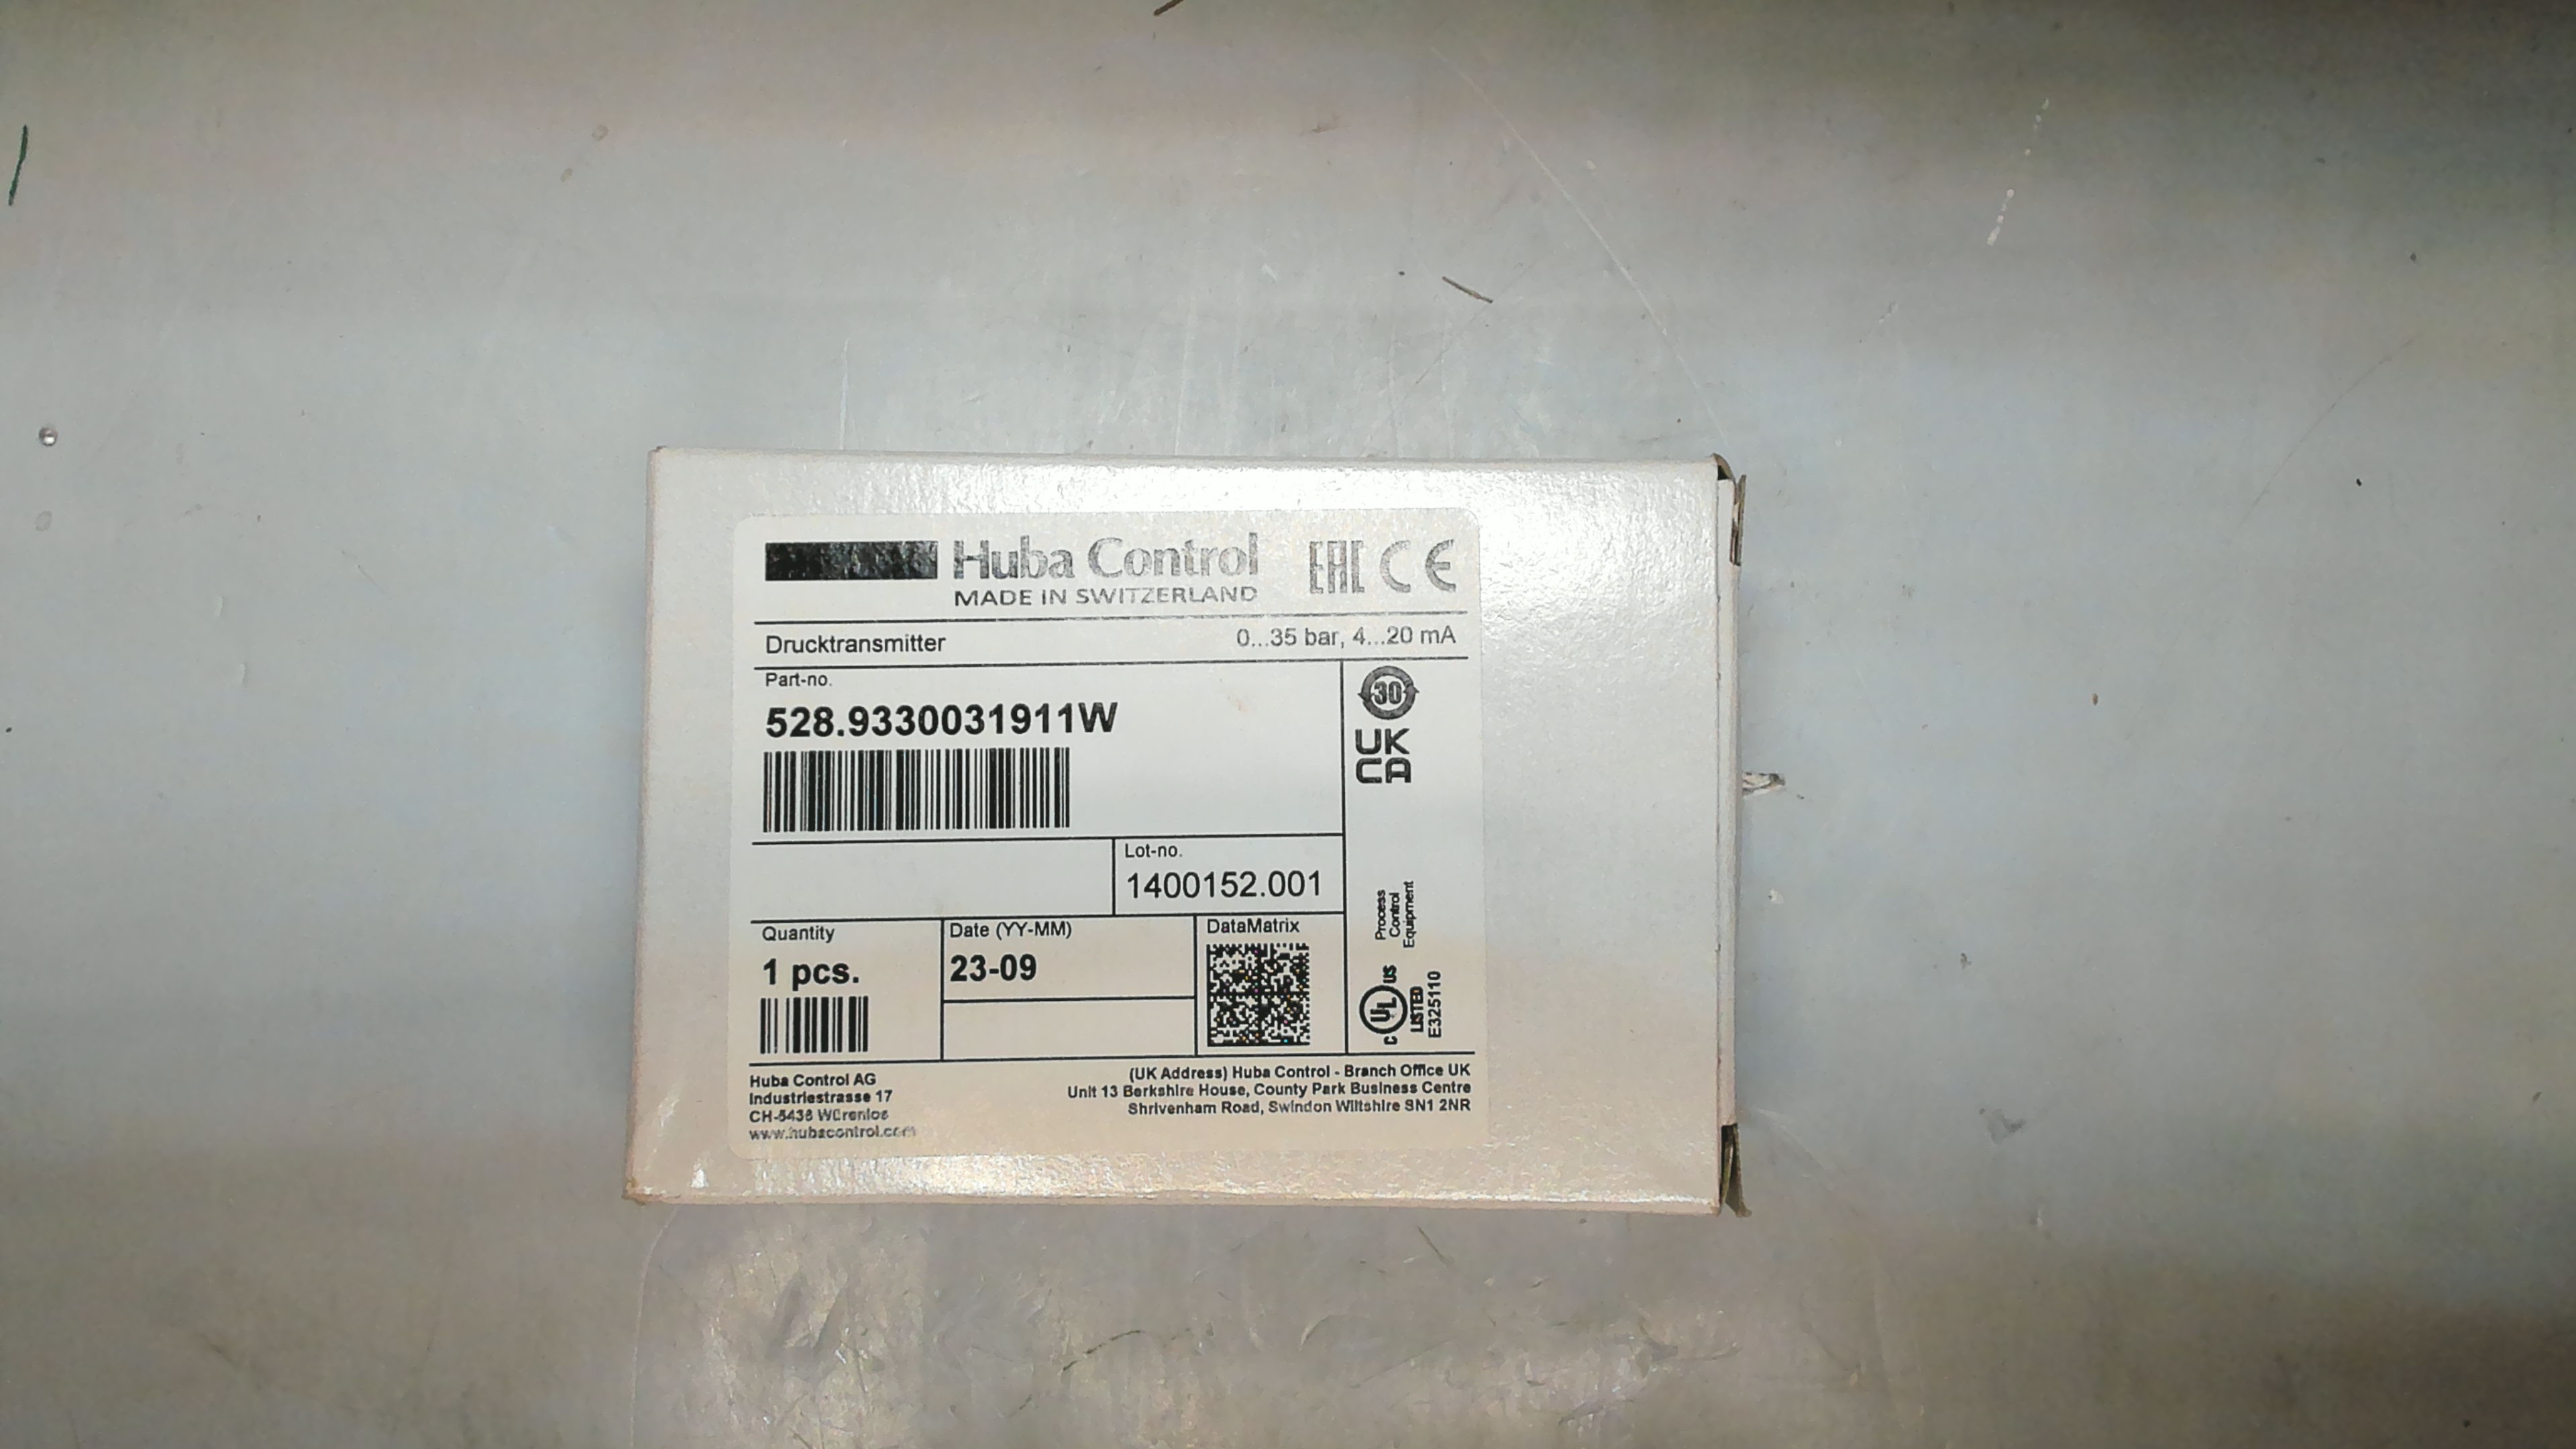 Huba Control
MADE IN SWITZERLAND
EAC CE
Drucktransmitter
0...35 bar, 4...20 mA
Part-no.
528.9330031911W
30
UK
CA
Lot-no.
1400152.001
Quantity
1 pcs.
Date (YY-MM)
23-09
DataMatrix
Process
Control
Equipment
C UL US
LISTED
E325110
Huba Control AG
Industriestrasse 17
CH-5436 Würenlos
www.hubacontrol.com
(UK Address) Huba Control - Branch Office UK
Unit 13 Berkshire House, County Park Business Centre
Shrivenham Road, Swindon Wiltshire SN1 2NR